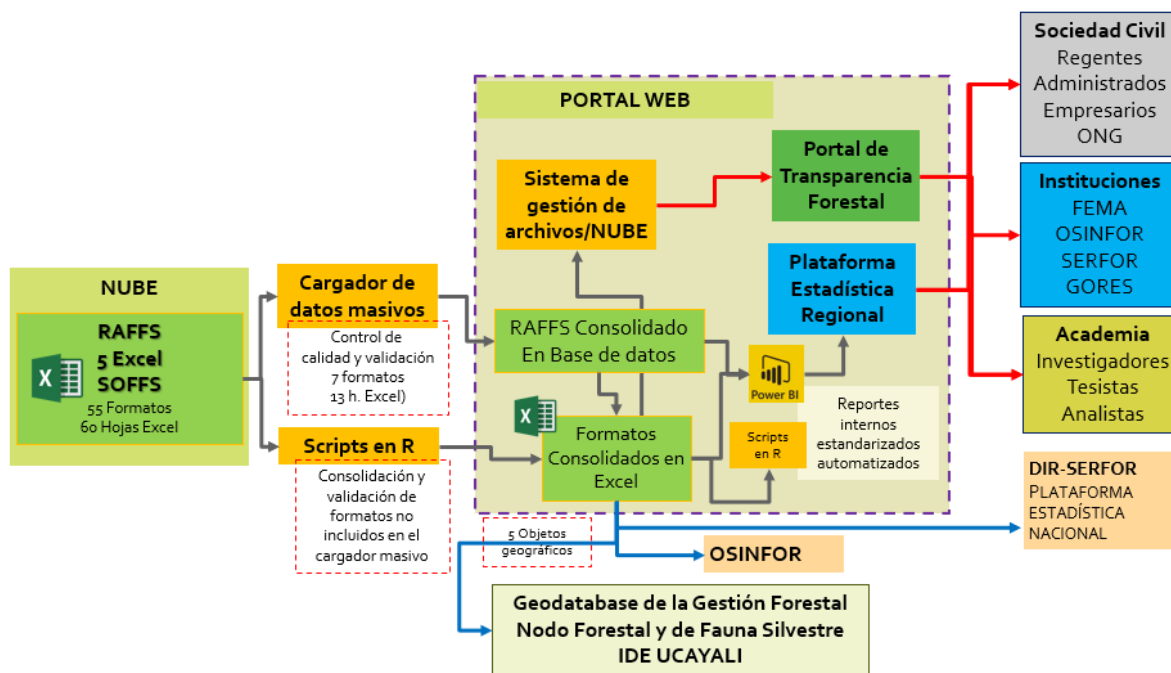 Sociedad Civil
Regentes
Administrados
Empresarios
ONG
PORTAL WEB
Portal de
Transparencia
Forestal
Sistema de
gestión de
archivos/NUBE
Instituciones
FEMA
OSINFOR
SERFOR
GORES
Plataforma
Estadística
Regional
NUBE
RAFFS
5 Excel
SOFFS
55 Formatos
60 Hojas Excel
X
Cargador de
datos masivos
Control de
calidad y validación
7 formatos
13 h. Excel)
RAFFS Consolidado
En Base de datos
Power BI
Academia
Investigadores
Tesistas
Analistas
X
Formatos
Consolidados en
Excel
Scripts
en R
Reportes
internos
estandarizados
automatizados
Scripts en R
Consolidación y
validación de
formatos no
incluidos en el
cargador masivo
DIR-SERFOR
PLATAFORMA
ESTADÍSTICA
NACIONAL
5 Objetos
geográficos
OSINFOR
Geodatabase de la Gestión Forestal
Nodo Forestal y de Fauna Silvestre
IDE UCAYALI